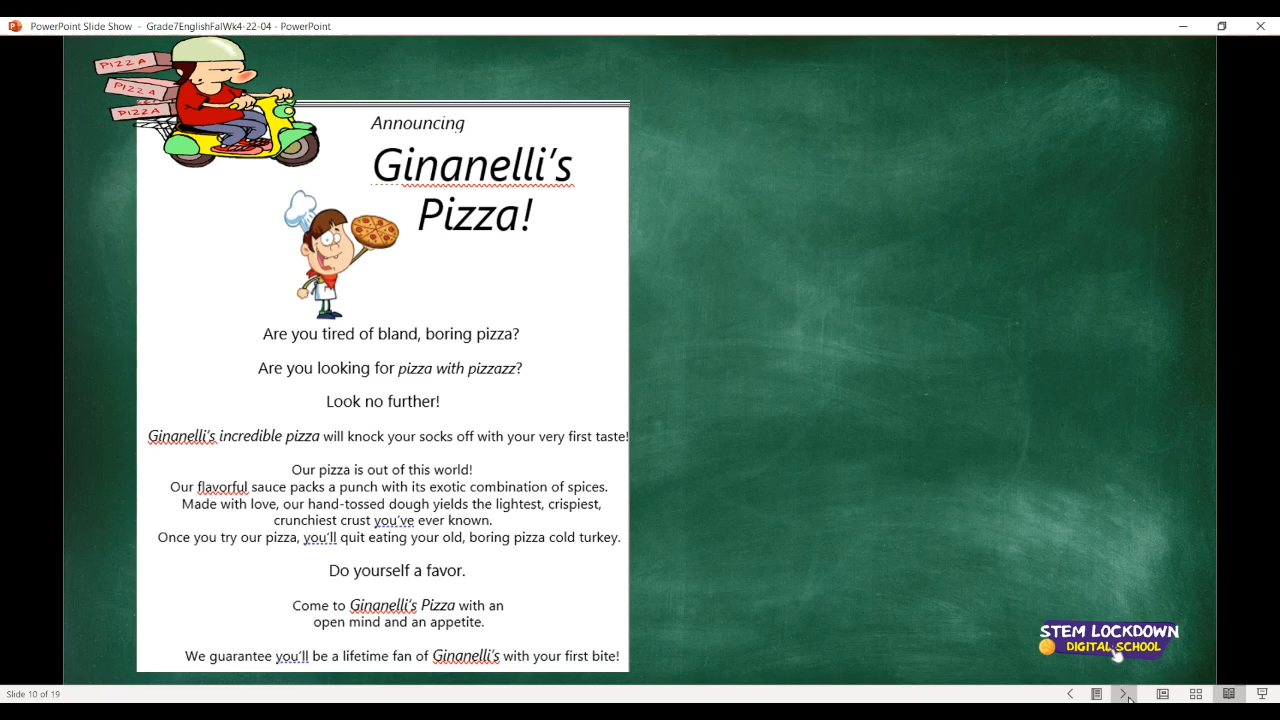 PowerPoint Slide Show - Grade7EnglishFalWk4-22-04 - PowerPoint
PIZZA
PIZZA
PIZZA
Announcing
Ginanelli’s
Pizza!
Are you tired of bland, boring pizza?
Are you looking for pizza with pizzazz?
Look no further!
Ginanelli’s incredible pizza will knock your socks off with your very first taste!
Our pizza is out of this world!
Our flavorful sauce packs a punch with its exotic combination of spices.
Made with love, our hand-tossed dough yields the lightest, crispiest,
crunchiest crust you’ve ever known.
Once you try our pizza, you’ll quit eating your old, boring pizza cold turkey.
Do yourself a favor.
Come to Ginanelli’s Pizza with an
open mind and an appetite.
We guarantee you’ll be a lifetime fan of Ginanelli’s with your first bite!
STEM LOCKDOWN
DIGITAL SCHOOL
Slide 10 of 19